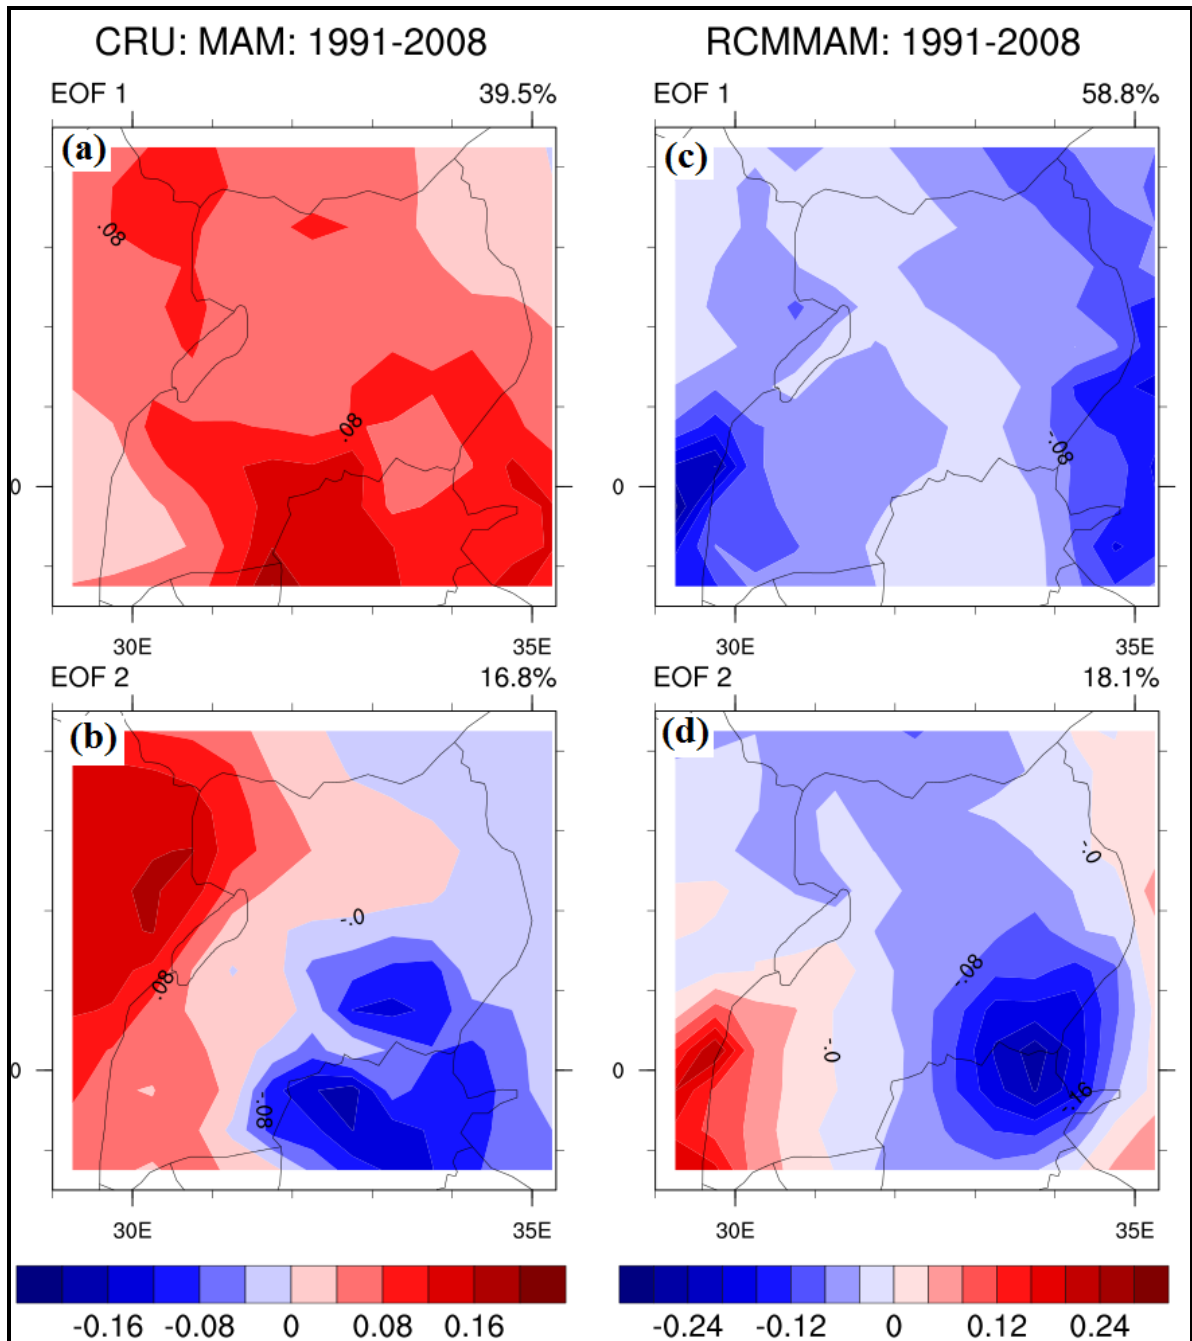 CRU: MAM: 1991-2008
RCMMAM: 1991-2008
EOF 1
39.5%
EOF 1
58.8%
(a)
(c)
.08
.08
-.08
0
0
30E
35E
30E
35E
EOF 2
16.8%
EOF 2
18.1%
(b)
(d)
-.0
-.0
.08
-.08
-.0
-.08
-.16
0
0
30E
35E
30E
35E
-0.16 -0.08 0 0.08 0.16
-0.24 -0.12 0 0.12 0.24